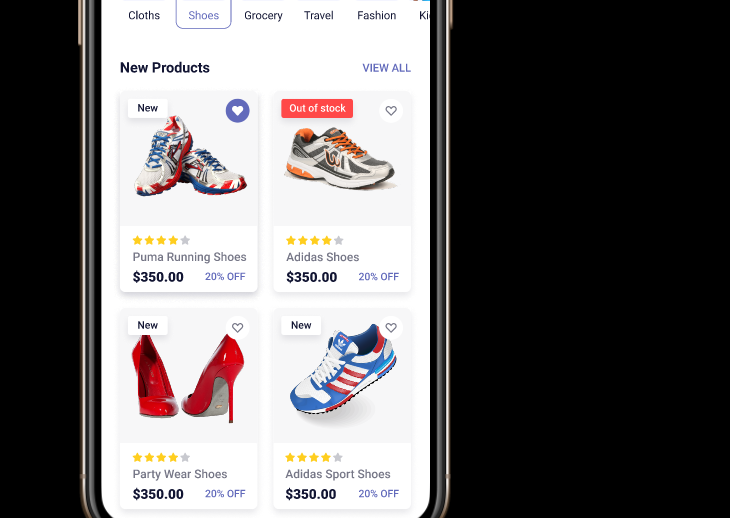 Cloths Shoes Grocery Travel Fashion
New Products VIEW ALL
New
Out of stock
Puma Running Shoes
$350.00 20% OFF
Adidas Shoes
$350.00 20% OFF
New
New
Party Wear Shoes
$350.00 20% OFF
Adidas Sport Shoes
$350.00 20% OFF